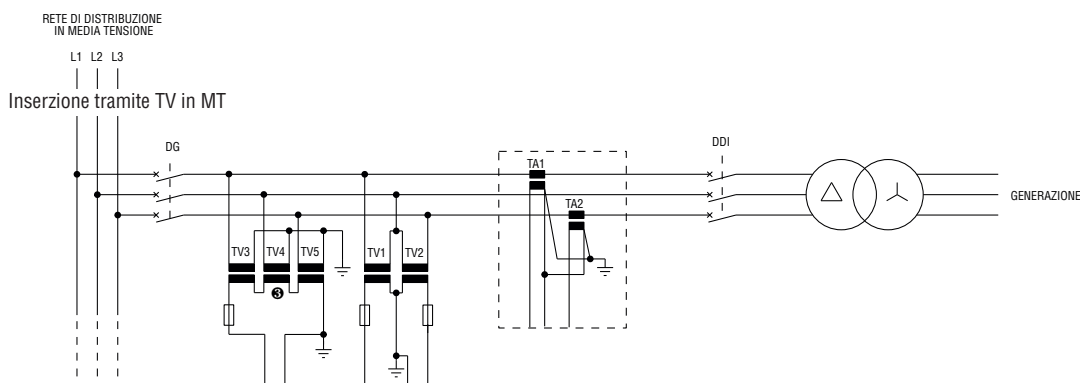 RETE DI DISTRIBUZIONE
IN MEDIA TENSIONE
L1 L2 L3
Inserzione tramite TV in MT
DG
TA1
DDI
TA2
GENERAZIONE
TV3 TV4 TV5 TV1 TV2
3